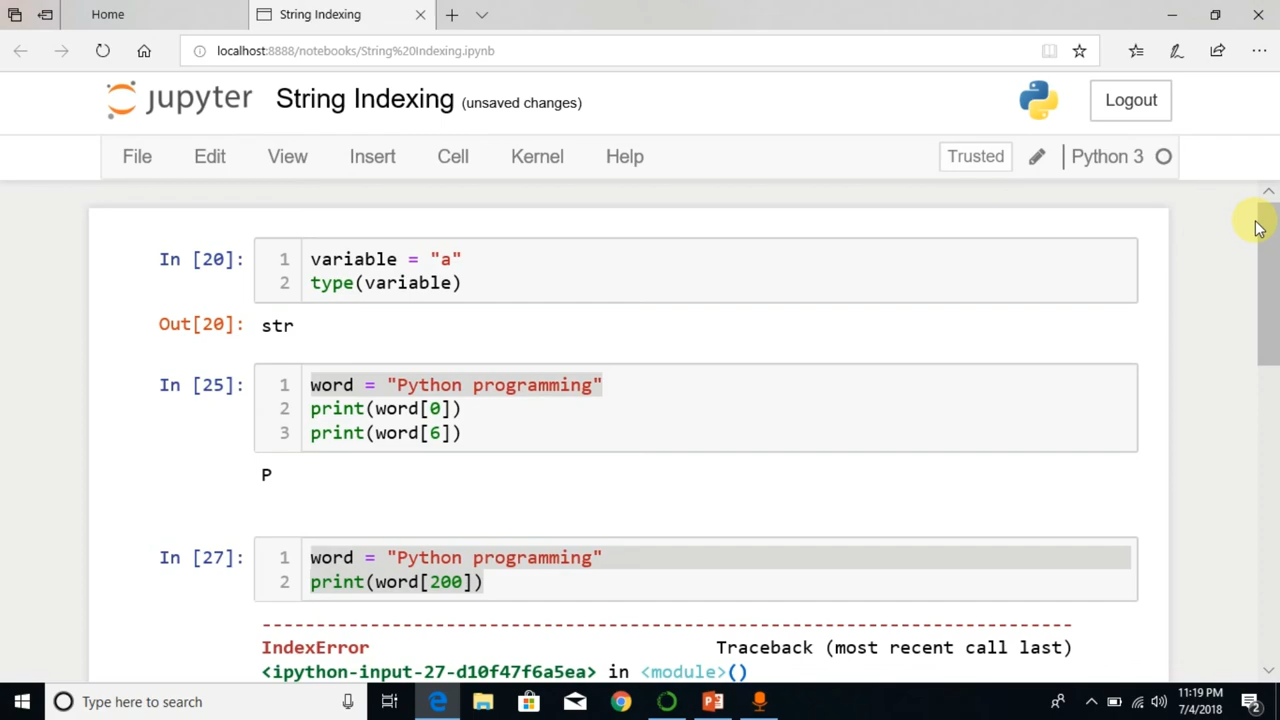 Home
String Indexing
localhost:8888/notebooks/String%20Indexing.ipynb
jupyter String Indexing (unsaved changes)
Logout
File Edit View Insert Cell Kernel Help Trusted Python 3
In [20]: 1 variable = "a"
2 type(variable)
Out[20]: str
In [25]: 1 word = "Python programming"
2 print(word[0])
3 print(word[6])
P
In [27]: 1 word = "Python programming"
2 print(word[200])
---------------------------------------------------------------------------
IndexError Traceback (most recent call last)
<ipython-input-27-d10f47f6a5ea> in <module>()
Type here to search
11:19 PM
7/4/2018
2